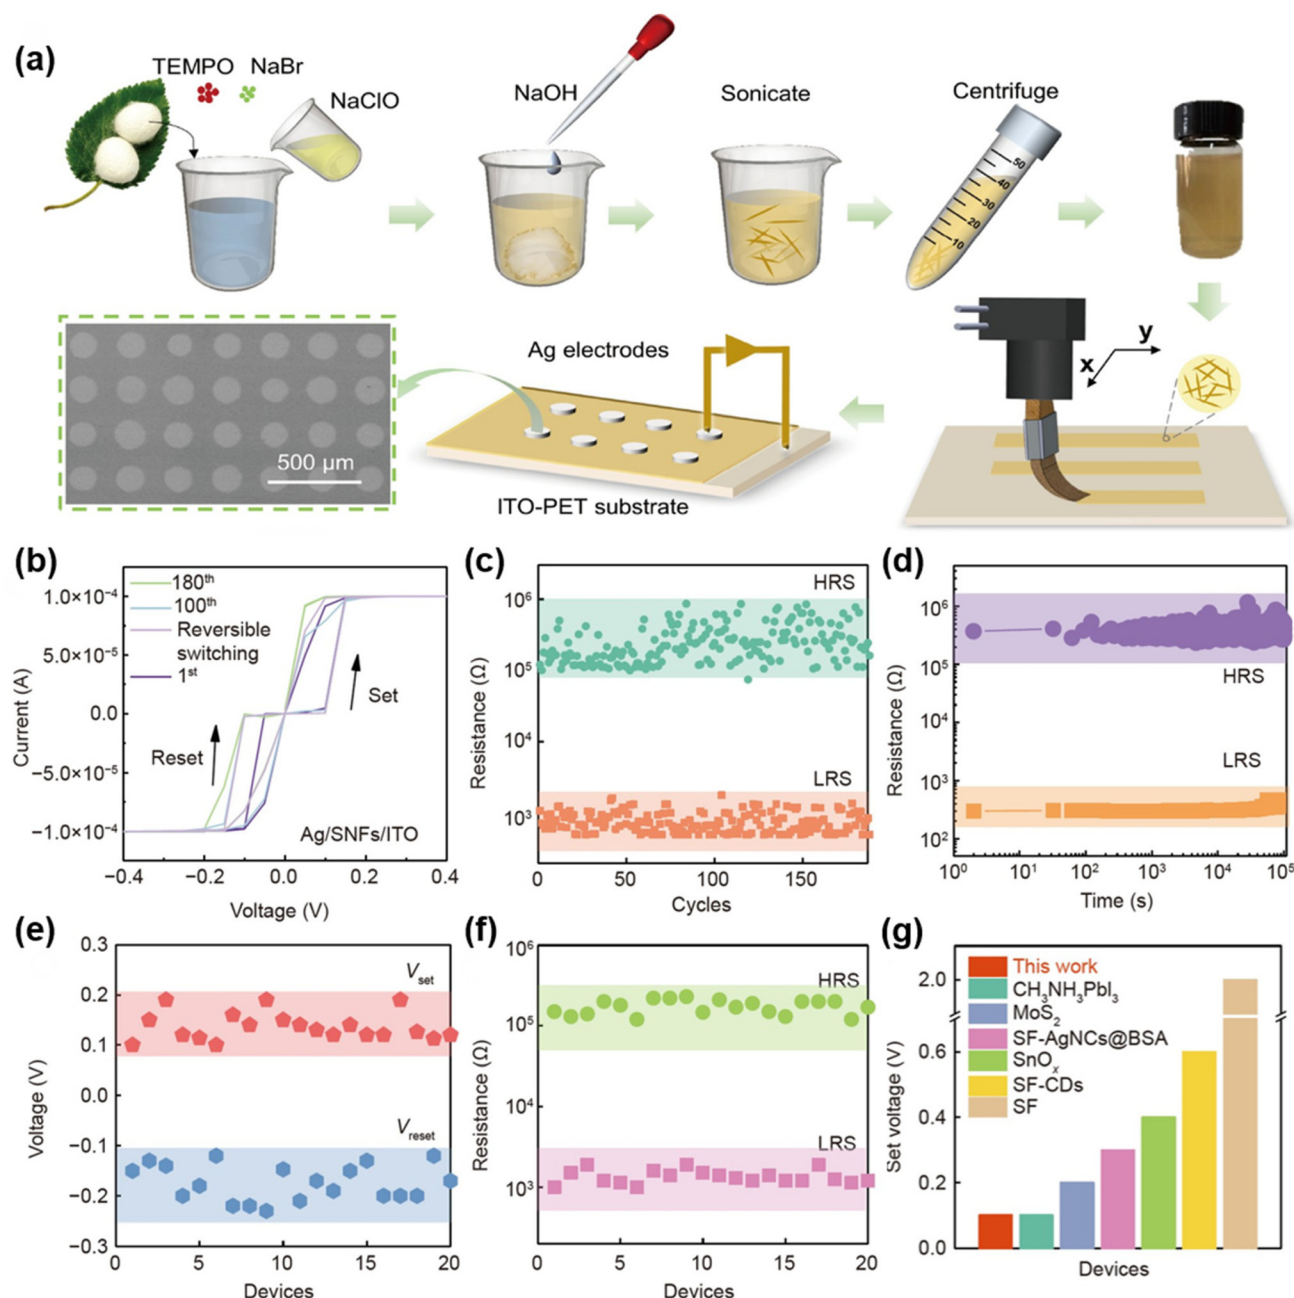 (a)
TEMPO NaBr
NaClO
NaOH
Sonicate
Centrifuge
50
40
30
20
10
500 µm
Ag electrodes
ITO-PET substrate
x
y
(b)
180th
100th
Reversible
switching
1st
Set
Reset
Ag/SNFs/ITO
1.0×10⁻⁴
5.0×10⁻⁵
0.0
−5.0×10⁻⁵
−1.0×10⁻⁴
Current (A)
−0.4 −0.2 0.0 0.2 0.4
Voltage (V)
(c)
HRS
LRS
10⁶
10⁵
10⁴
10³
Resistance (Ω)
0 50 100 150
Cycles
(d)
HRS
LRS
10⁶
10⁵
10⁴
10³
10²
Resistance (Ω)
10⁰ 10¹ 10² 10³ 10⁴ 10⁵
Time (s)
(e)
Vset
Vreset
0.3
0.2
0.1
0.0
−0.1
−0.2
−0.3
Voltage (V)
0 5 10 15 20
Devices
(f)
HRS
LRS
10⁶
10⁵
10⁴
10³
Resistance (Ω)
0 5 10 15 20
Devices
(g)
This work
CH₃NH₃PbI₃
MoS₂
SF-AgNCs@BSA
SnOₓ
SF-CDs
SF
2.0
0.6
0.4
0.2
0.0
Set voltage (V)
Devices